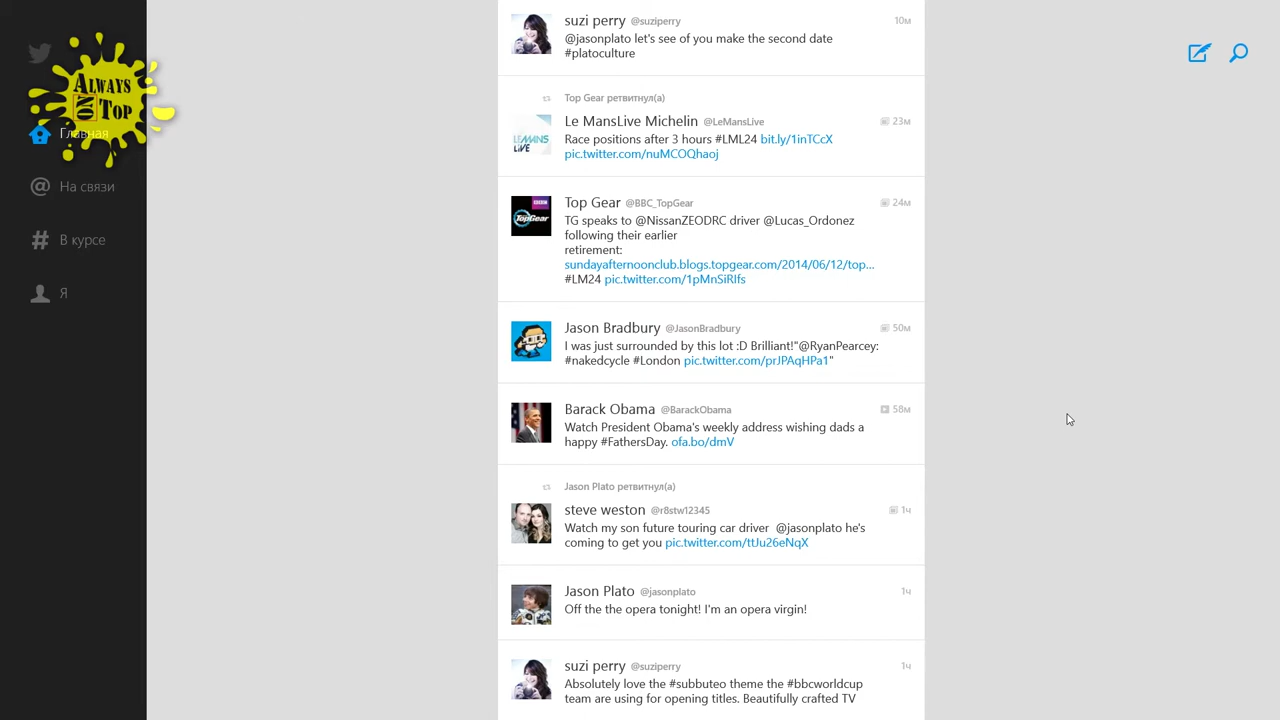 ALWAYS
ON TOP
Главная
На связи
В курсе
Я
suzi perry @suziperry 10м
@jasonplato let's see of you make the second date
#platoculture
Top Gear ретвитнул(а)
Le MansLive Michelin @LeMansLive 23м
Race positions after 3 hours #LML24 bit.ly/1inTCcX
pic.twitter.com/nuMCOQhaoj
LEMANS
LIVE
Top Gear @BBC_TopGear 24м
TG speaks to @NissanZEODRC driver @Lucas_Ordonez
following their earlier
retirement:
sundayafternoonclub.blogs.topgear.com/2014/06/12/top...
#LM24 pic.twitter.com/1pMnSiRIfs
BBC
TopGear
Jason Bradbury @JasonBradbury 50м
I was just surrounded by this lot :D Brilliant!"@RyanPearcey:
#nakedcycle #London pic.twitter.com/prJPAqHPa1"
Barack Obama @BarackObama 58м
Watch President Obama's weekly address wishing dads a
happy #FathersDay. ofa.bo/dmV
Jason Plato ретвитнул(а)
steve weston @r8stw12345 1ч
Watch my son future touring car driver @jasonplato he's
coming to get you pic.twitter.com/ttJu26eNqX
Jason Plato @jasonplato 1ч
Off the the opera tonight! I'm an opera virgin!
suzi perry @suziperry 1ч
Absolutely love the #subbuteo theme the #bbcworldcup
team are using for opening titles. Beautifully crafted TV